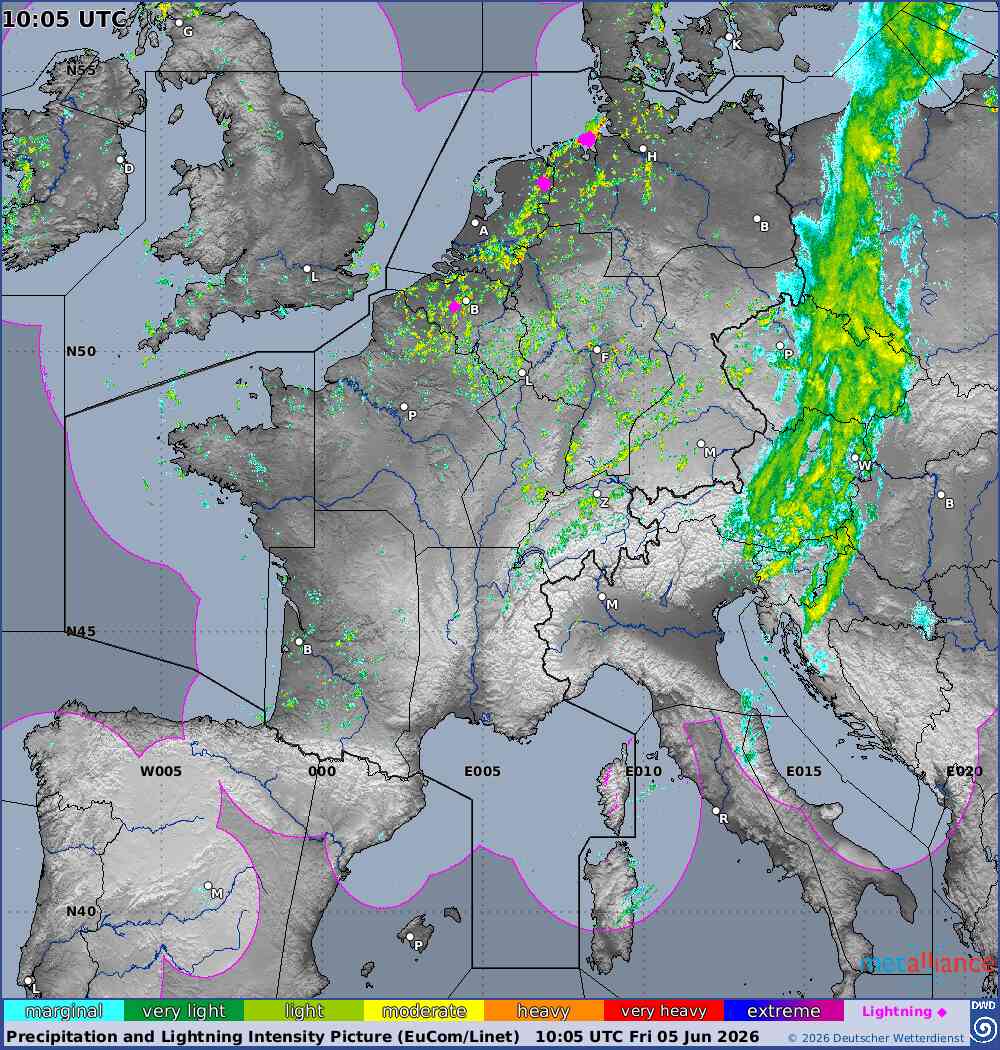 10:05 UTC
G
K
N55
D
H
A
B
L
B
N50
F
P
L
P
M
W
Z
B
M
N45
B
W005
000
E005
E010
E015
E020
R
M
N40
P
L
metalliance
marginal very light light moderate heavy very heavy extreme Lightning ◆
DWD
Precipitation and Lightning Intensity Picture (EuCom/Linet) 10:05 UTC Fri 05 Jun 2026 © 2026 Deutscher Wetterdienst